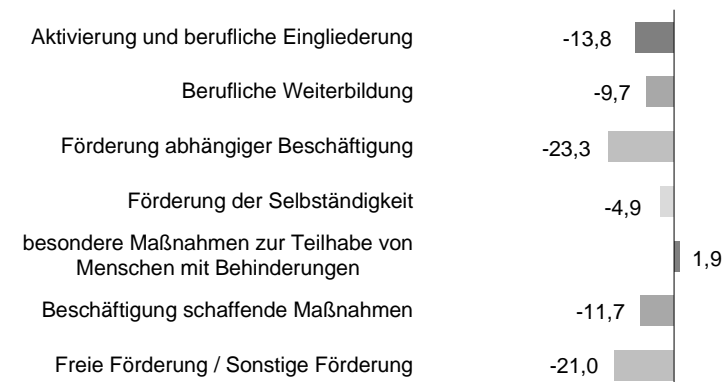 Aktivierung und berufliche Eingliederung -13,8
Berufliche Weiterbildung -9,7
Förderung abhängiger Beschäftigung -23,3
Förderung der Selbständigkeit -4,9
besondere Maßnahmen zur Teilhabe von
Menschen mit Behinderungen 1,9
Beschäftigung schaffende Maßnahmen -11,7
Freie Förderung / Sonstige Förderung -21,0